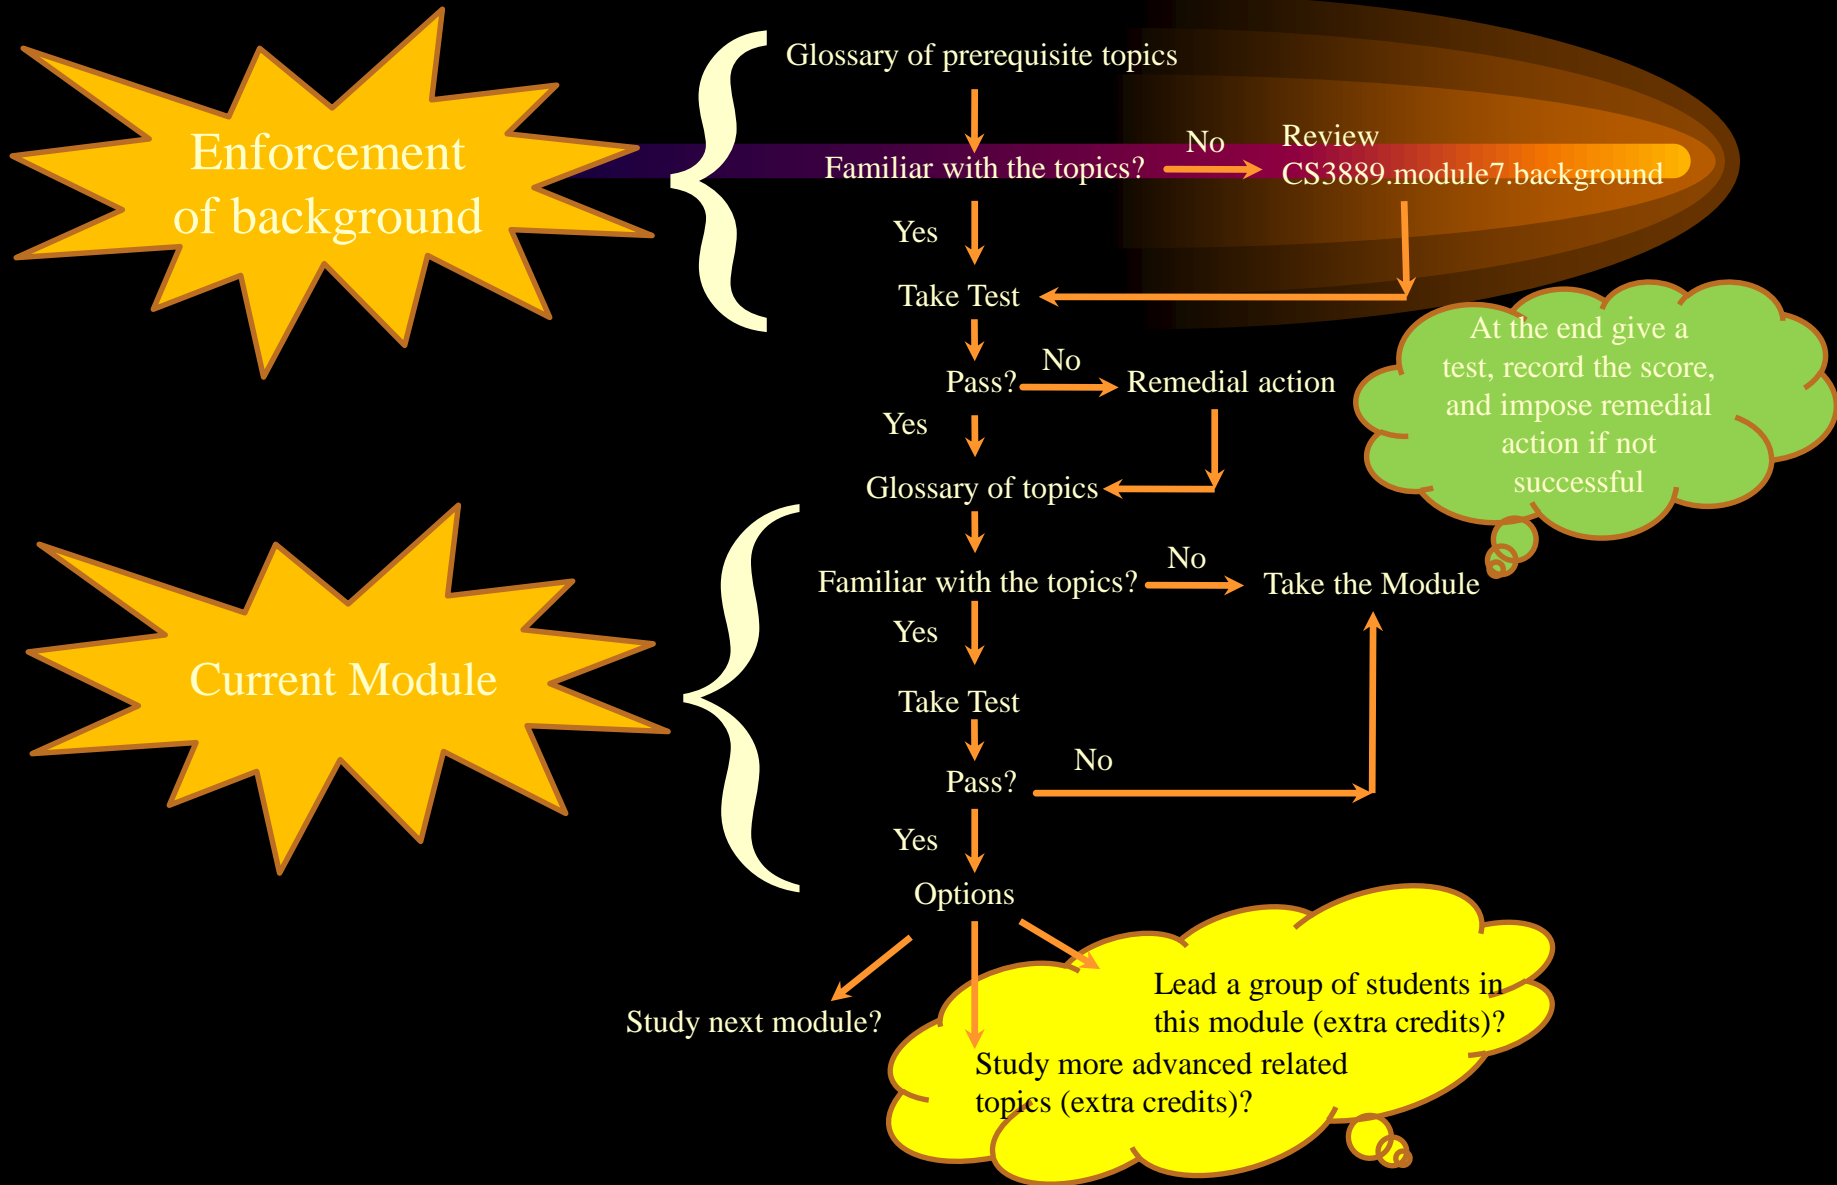 Enforcement
of background
Glossary of prerequisite topics
Familiar with the topics?
No
Review
CS3889.module7.background
Yes
Take Test
Pass?
No
Remedial action
Yes
At the end give a
test, record the score,
and impose remedial
action if not
successful
Glossary of topics
Current Module
Familiar with the topics?
No
Take the Module
Yes
Take Test
Pass?
No
Yes
Options
Study next module?
Lead a group of students in
this module (extra credits)?
Study more advanced related
topics (extra credits)?